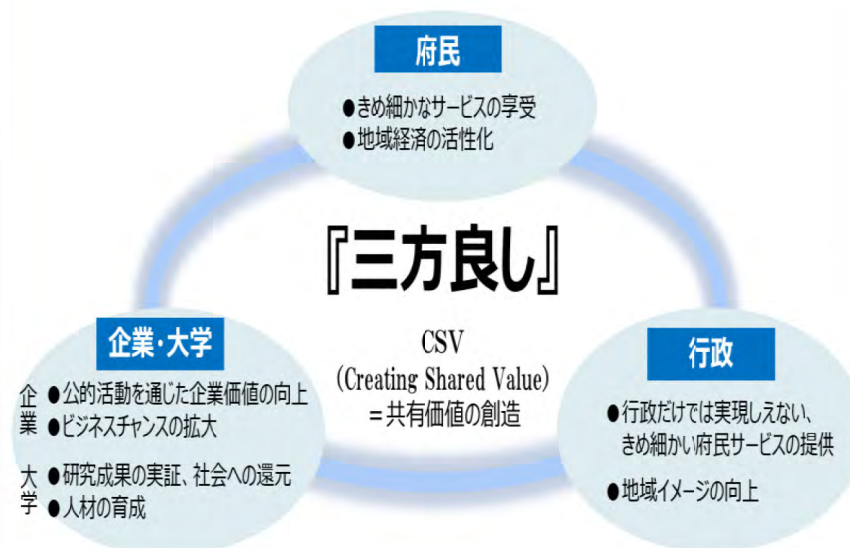 府民
●きめ細かなサービスの享受
●地域経済の活性化
『三方良し』
CSV
(Creating Shared Value)
=共有価値の創造
企業・大学
企業
●公的活動を通じた企業価値の向上
●ビジネスチャンスの拡大
大学
●研究成果の実証、社会への還元
●人材の育成
行政
●行政だけでは実現しえない、
きめ細かい府民サービスの提供
●地域イメージの向上